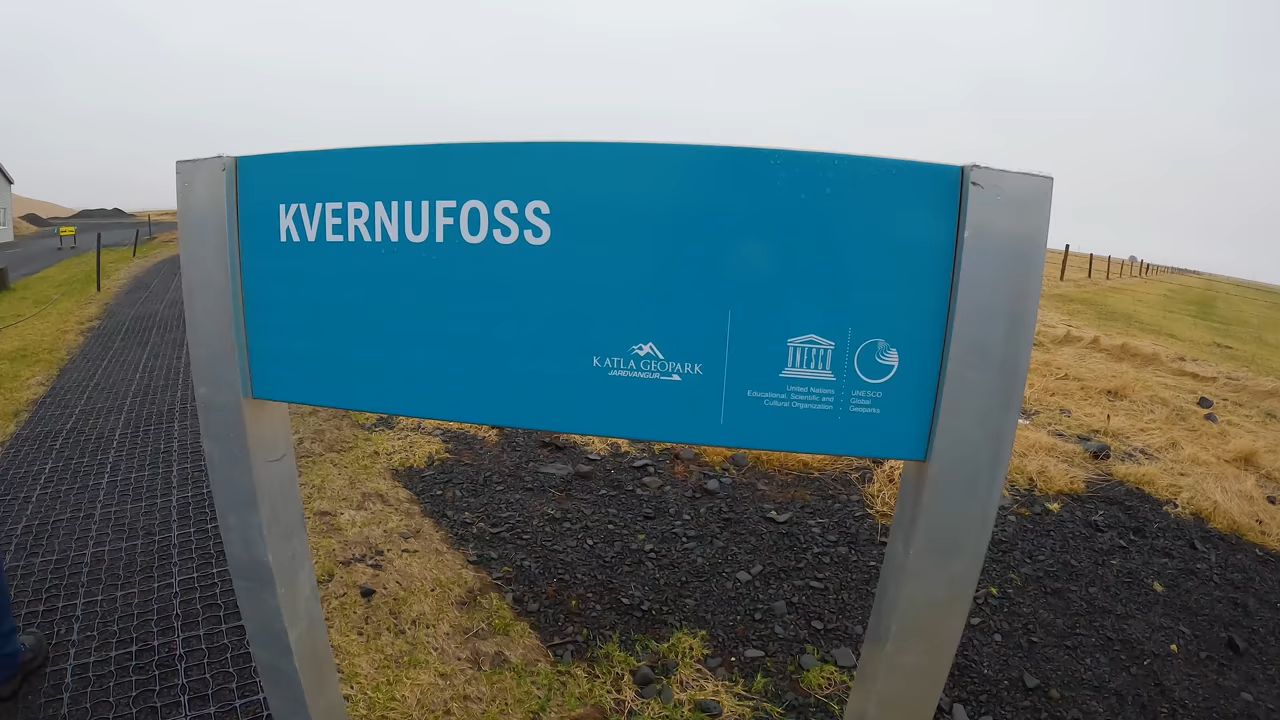 KVERNUFOSS
KATLA GEOPARK
JARÐVANGUR
UNESCO
United Nations
Educational, Scientific and
Cultural Organization
UNESCO
Global
Geoparks